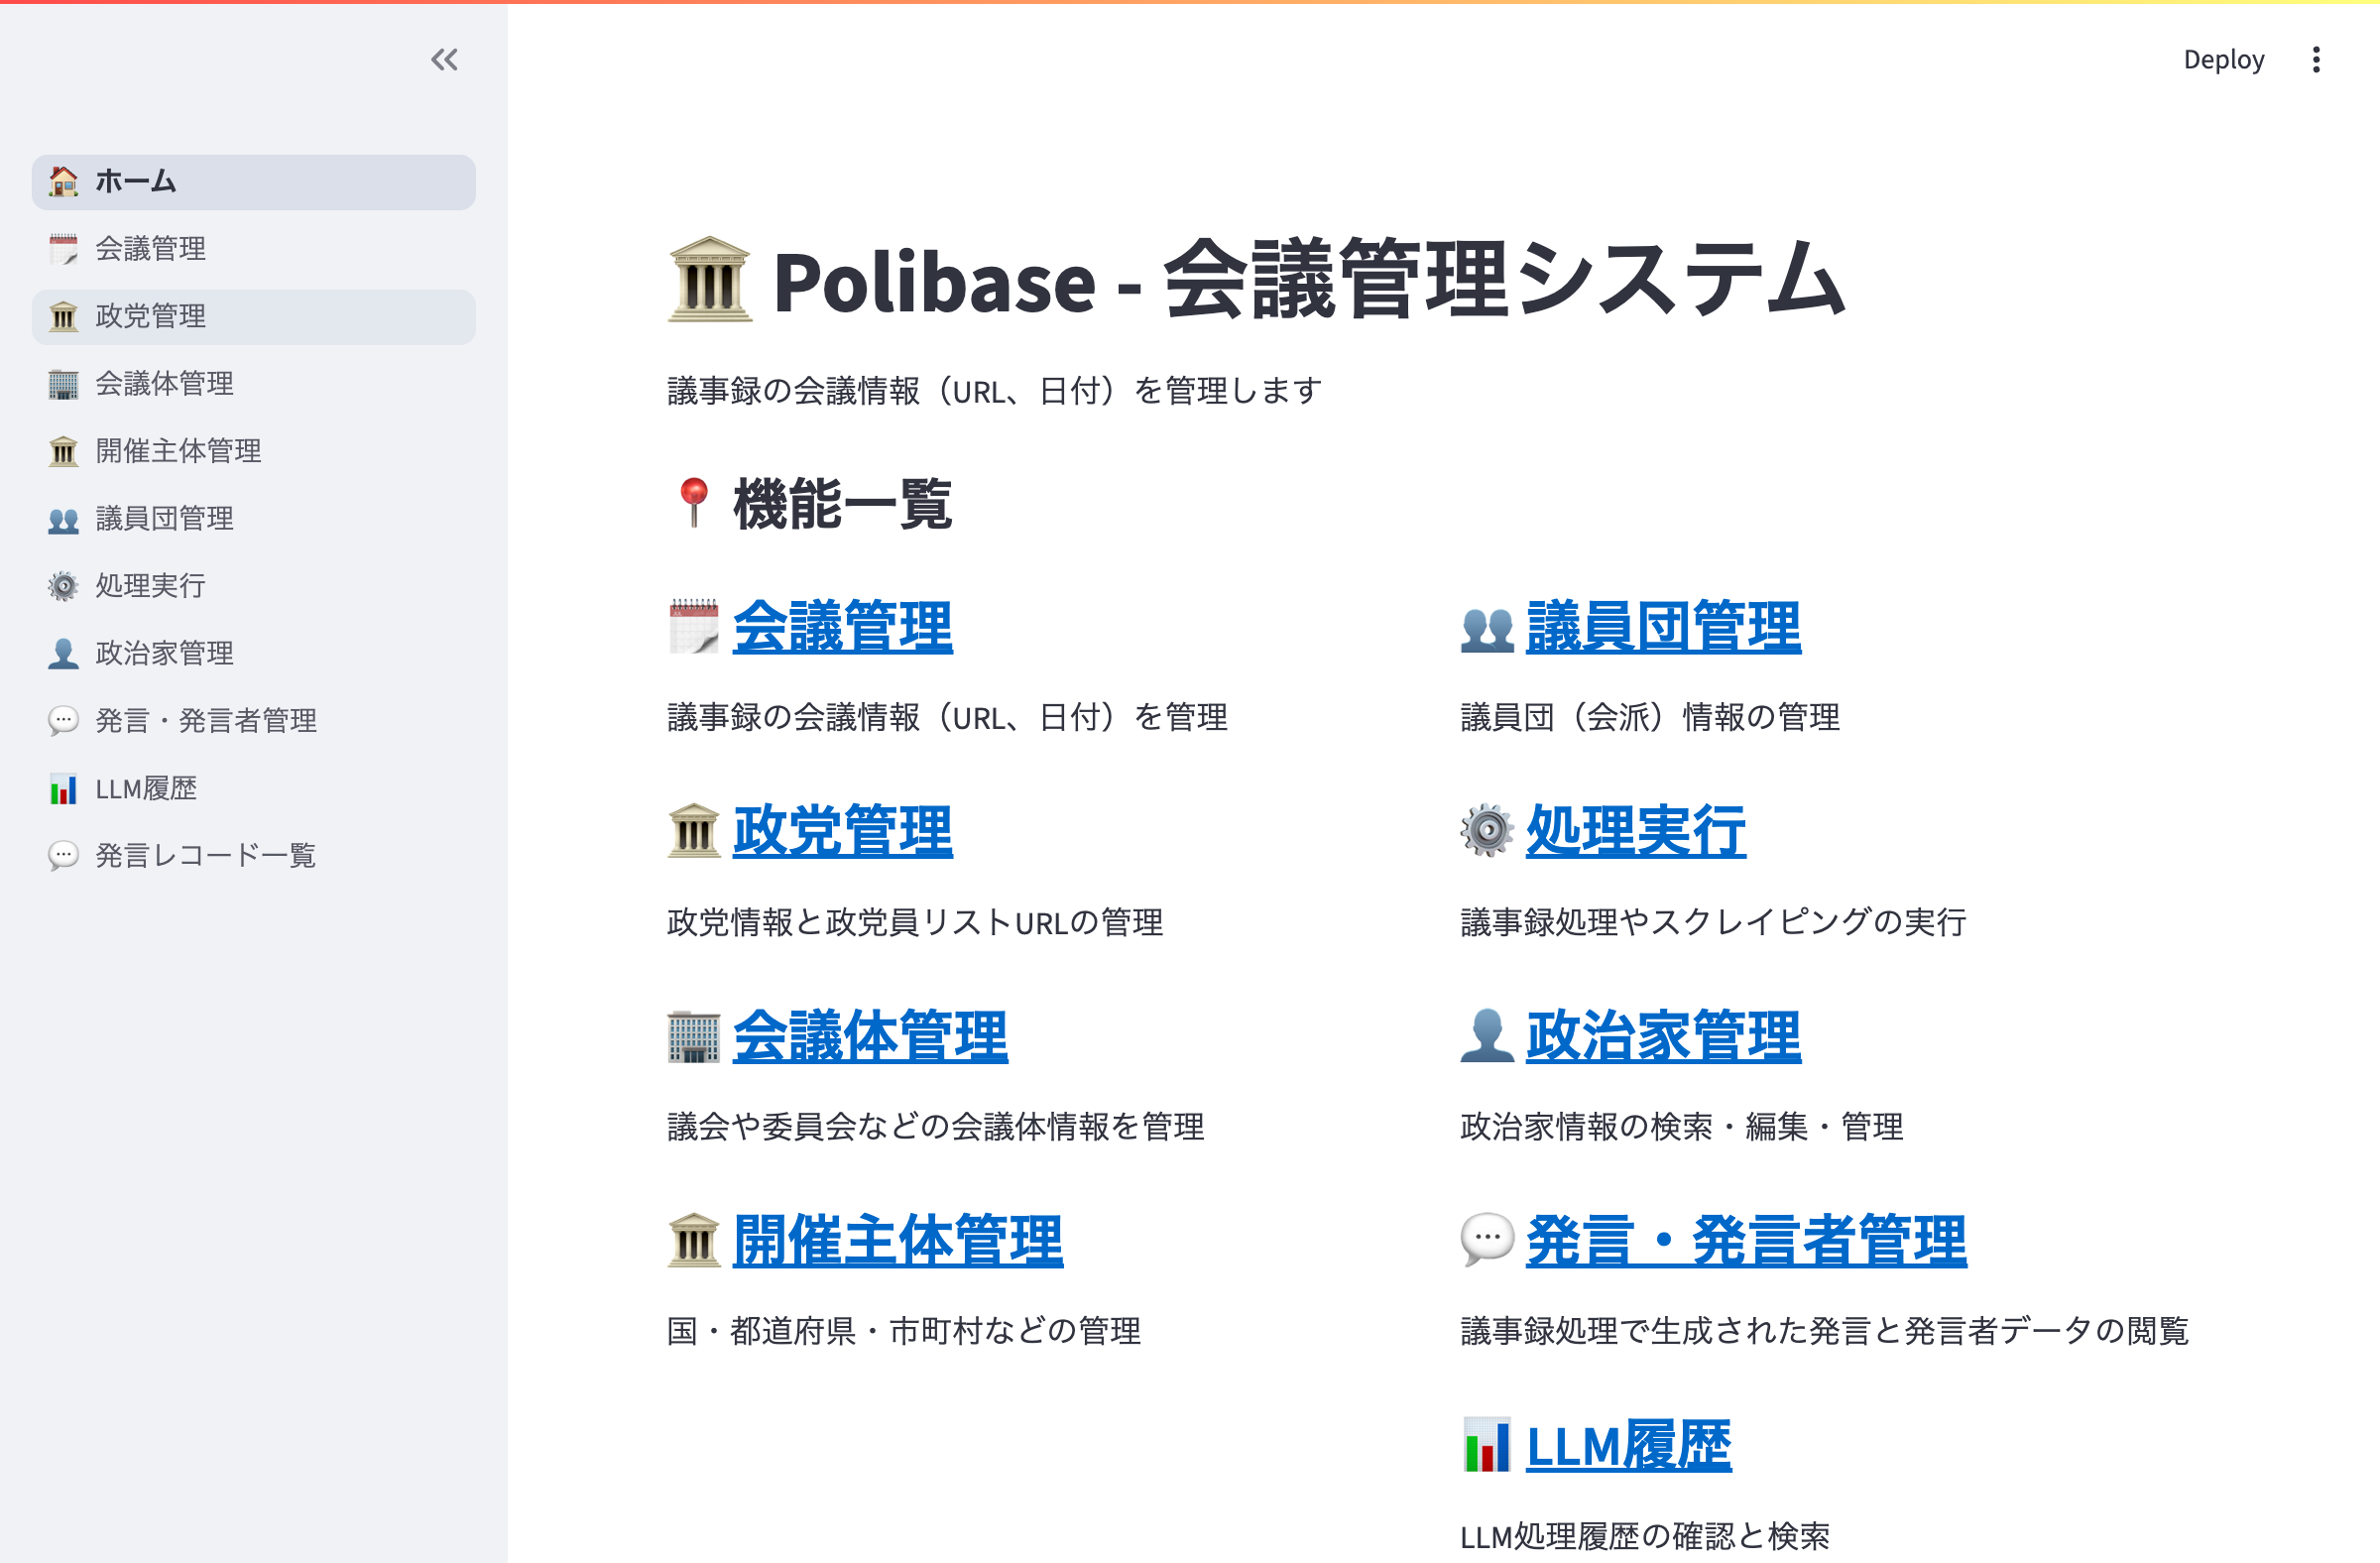 Deploy
ホーム
会議管理
政党管理
会議体管理
開催主体管理
議員団管理
処理実行
政治家管理
発言・発言者管理
LLM履歴
発言レコード一覧
Polibase - 会議管理システム
議事録の会議情報（URL、日付）を管理します
機能一覧
会議管理
議事録の会議情報（URL、日付）を管理
政党管理
政党情報と政党員リストURLの管理
会議体管理
議会や委員会などの会議体情報を管理
開催主体管理
国・都道府県・市町村などの管理
議員団管理
議員団（会派）情報の管理
処理実行
議事録処理やスクレイピングの実行
政治家管理
政治家情報の検索・編集・管理
発言・発言者管理
議事録処理で生成された発言と発言者データの閲覧
LLM履歴
LLM処理履歴の確認と検索